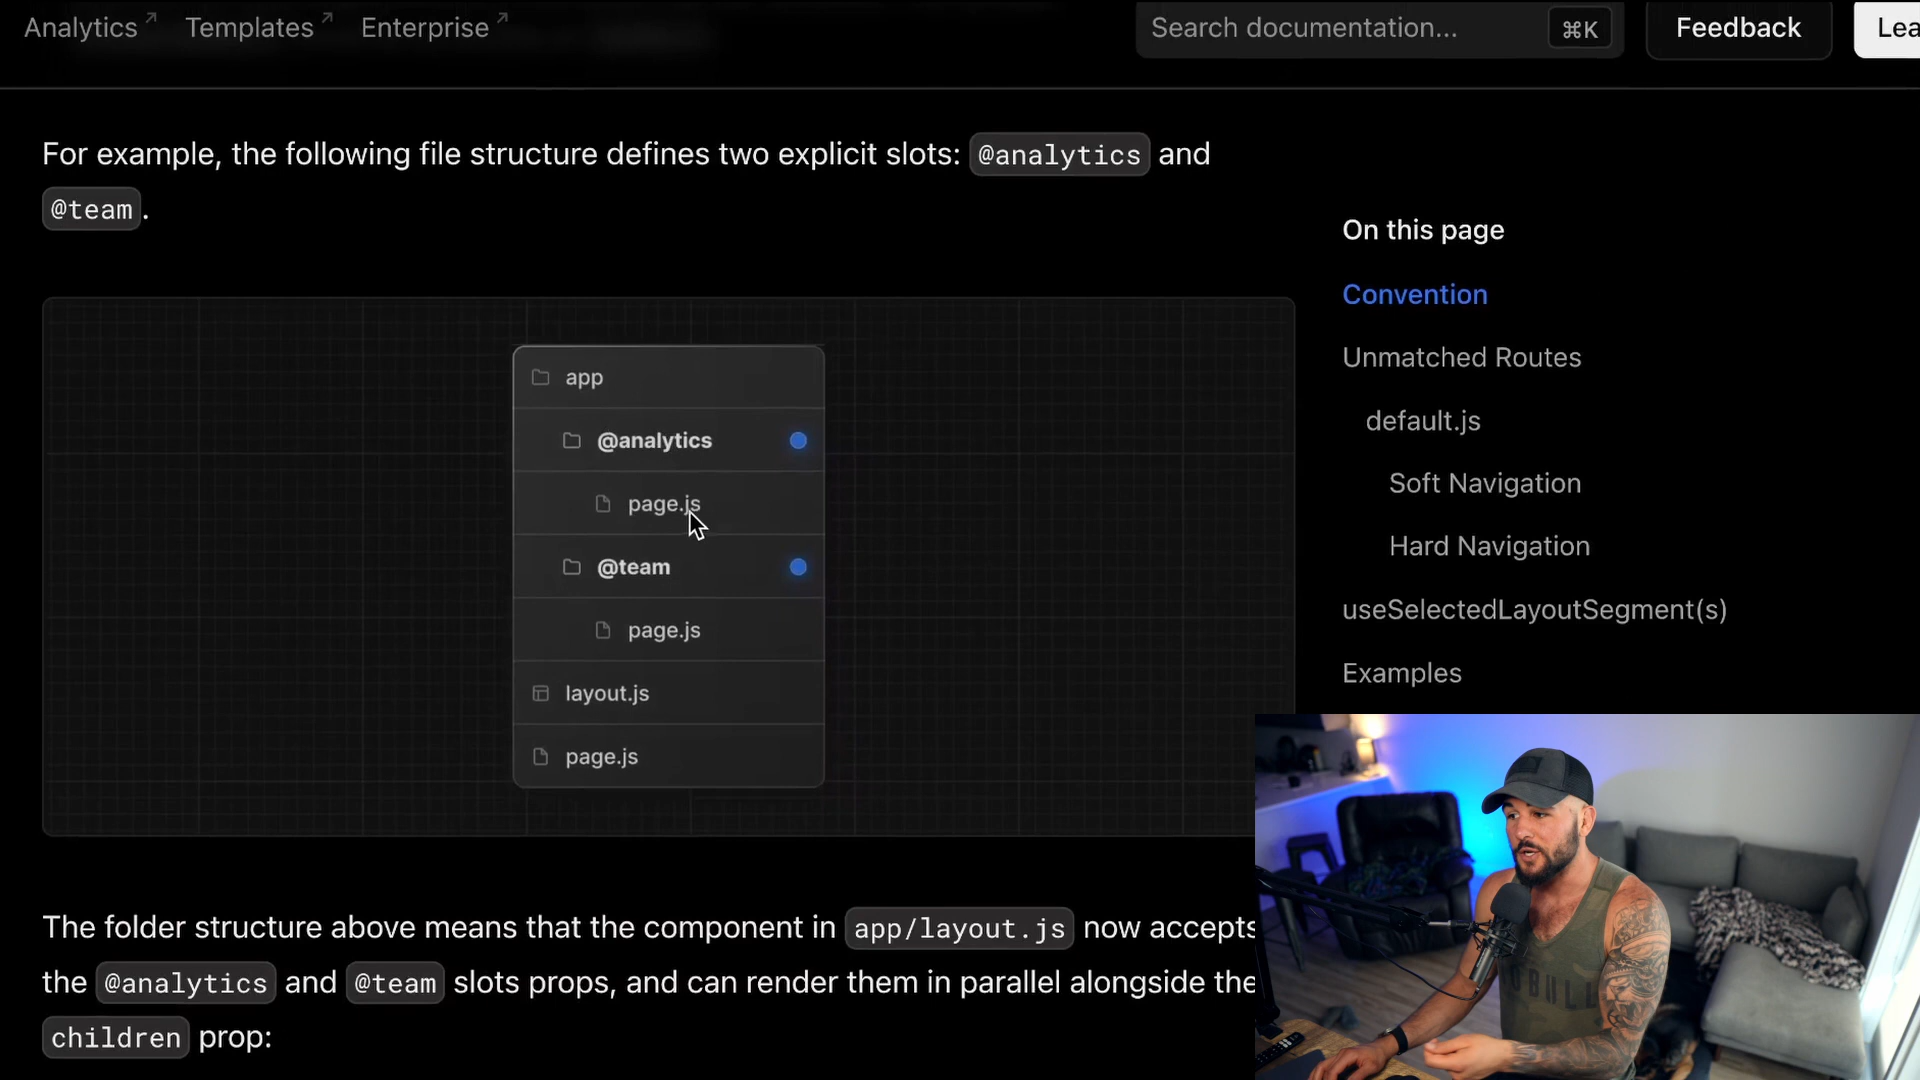 Analytics ↗ Templates ↗ Enterprise ↗ Search documentation... ⌘K Feedback Lea
For example, the following file structure defines two explicit slots: @analytics and
@team.
On this page
Convention
Unmatched Routes
default.js
Soft Navigation
Hard Navigation
useSelectedLayoutSegment(s)
Examples
app
@analytics
page.js
@team
page.js
layout.js
page.js
The folder structure above means that the component in app/layout.js now accepts
the @analytics and @team slots props, and can render them in parallel alongside the
children prop: